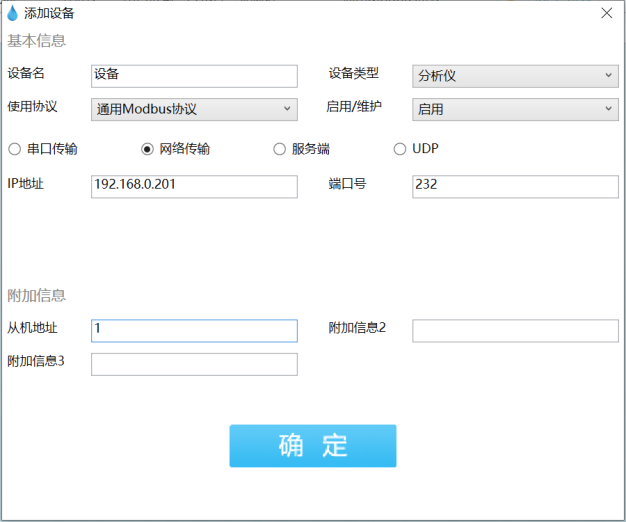 添加设备
基本信息
设备名 设备 设备类型 分析仪
使用协议 通用Modbus协议 启用/维护 启用
串口传输 网络传输 服务端 UDP
IP地址 192.168.0.201 端口号 232
附加信息
从机地址 1 附加信息2
附加信息3
确 定